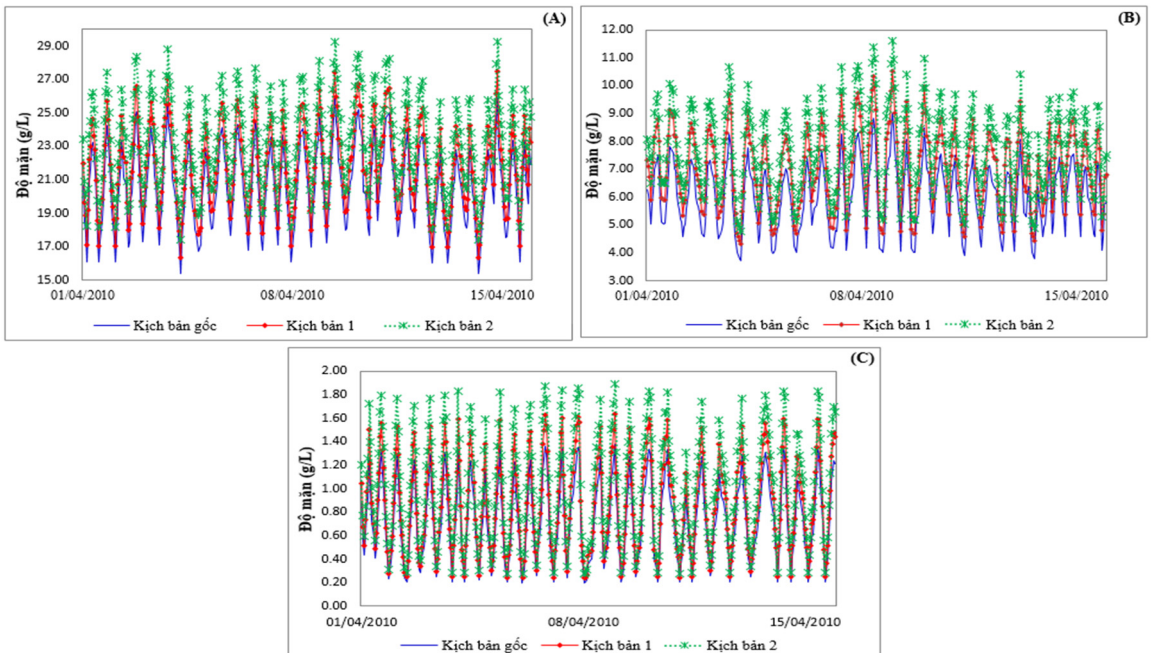 (A)
Độ mặn (g/L)
29.00
27.00
25.00
23.00
21.00
19.00
17.00
15.00
01/04/2010 08/04/2010 15/04/2010
Kịch bản gốc Kịch bản 1 Kịch bản 2
(B)
Độ mặn (g/L)
12.00
11.00
10.00
9.00
8.00
7.00
6.00
5.00
4.00
3.00
01/04/2010 08/04/2010 15/04/2010
Kịch bản gốc Kịch bản 1 Kịch bản 2
(C)
Độ mặn (g/L)
2.00
1.80
1.60
1.40
1.20
1.00
0.80
0.60
0.40
0.20
0.00
01/04/2010 08/04/2010 15/04/2010
Kịch bản gốc Kịch bản 1 Kịch bản 2